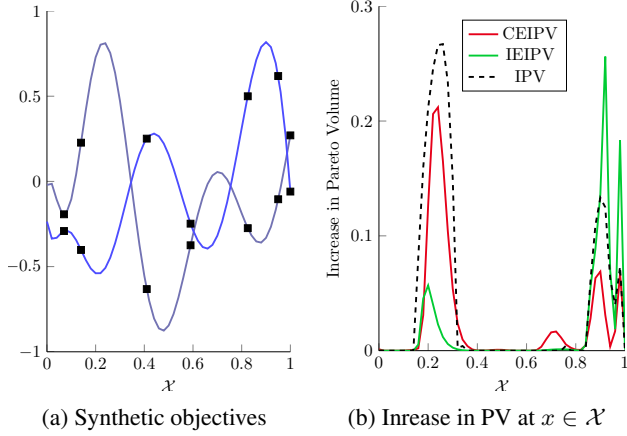 1
0.5
0
−0.5
−1
0
0.2
0.4
0.6
0.8
1
𝒳
(a) Synthetic objectives
Increase in Pareto Volume
0.3
0.2
0.1
0
0
0.2
0.4
0.6
0.8
1
CEIPV
IEIPV
IPV
𝒳
(b) Inrease in PV at x ∈ 𝒳